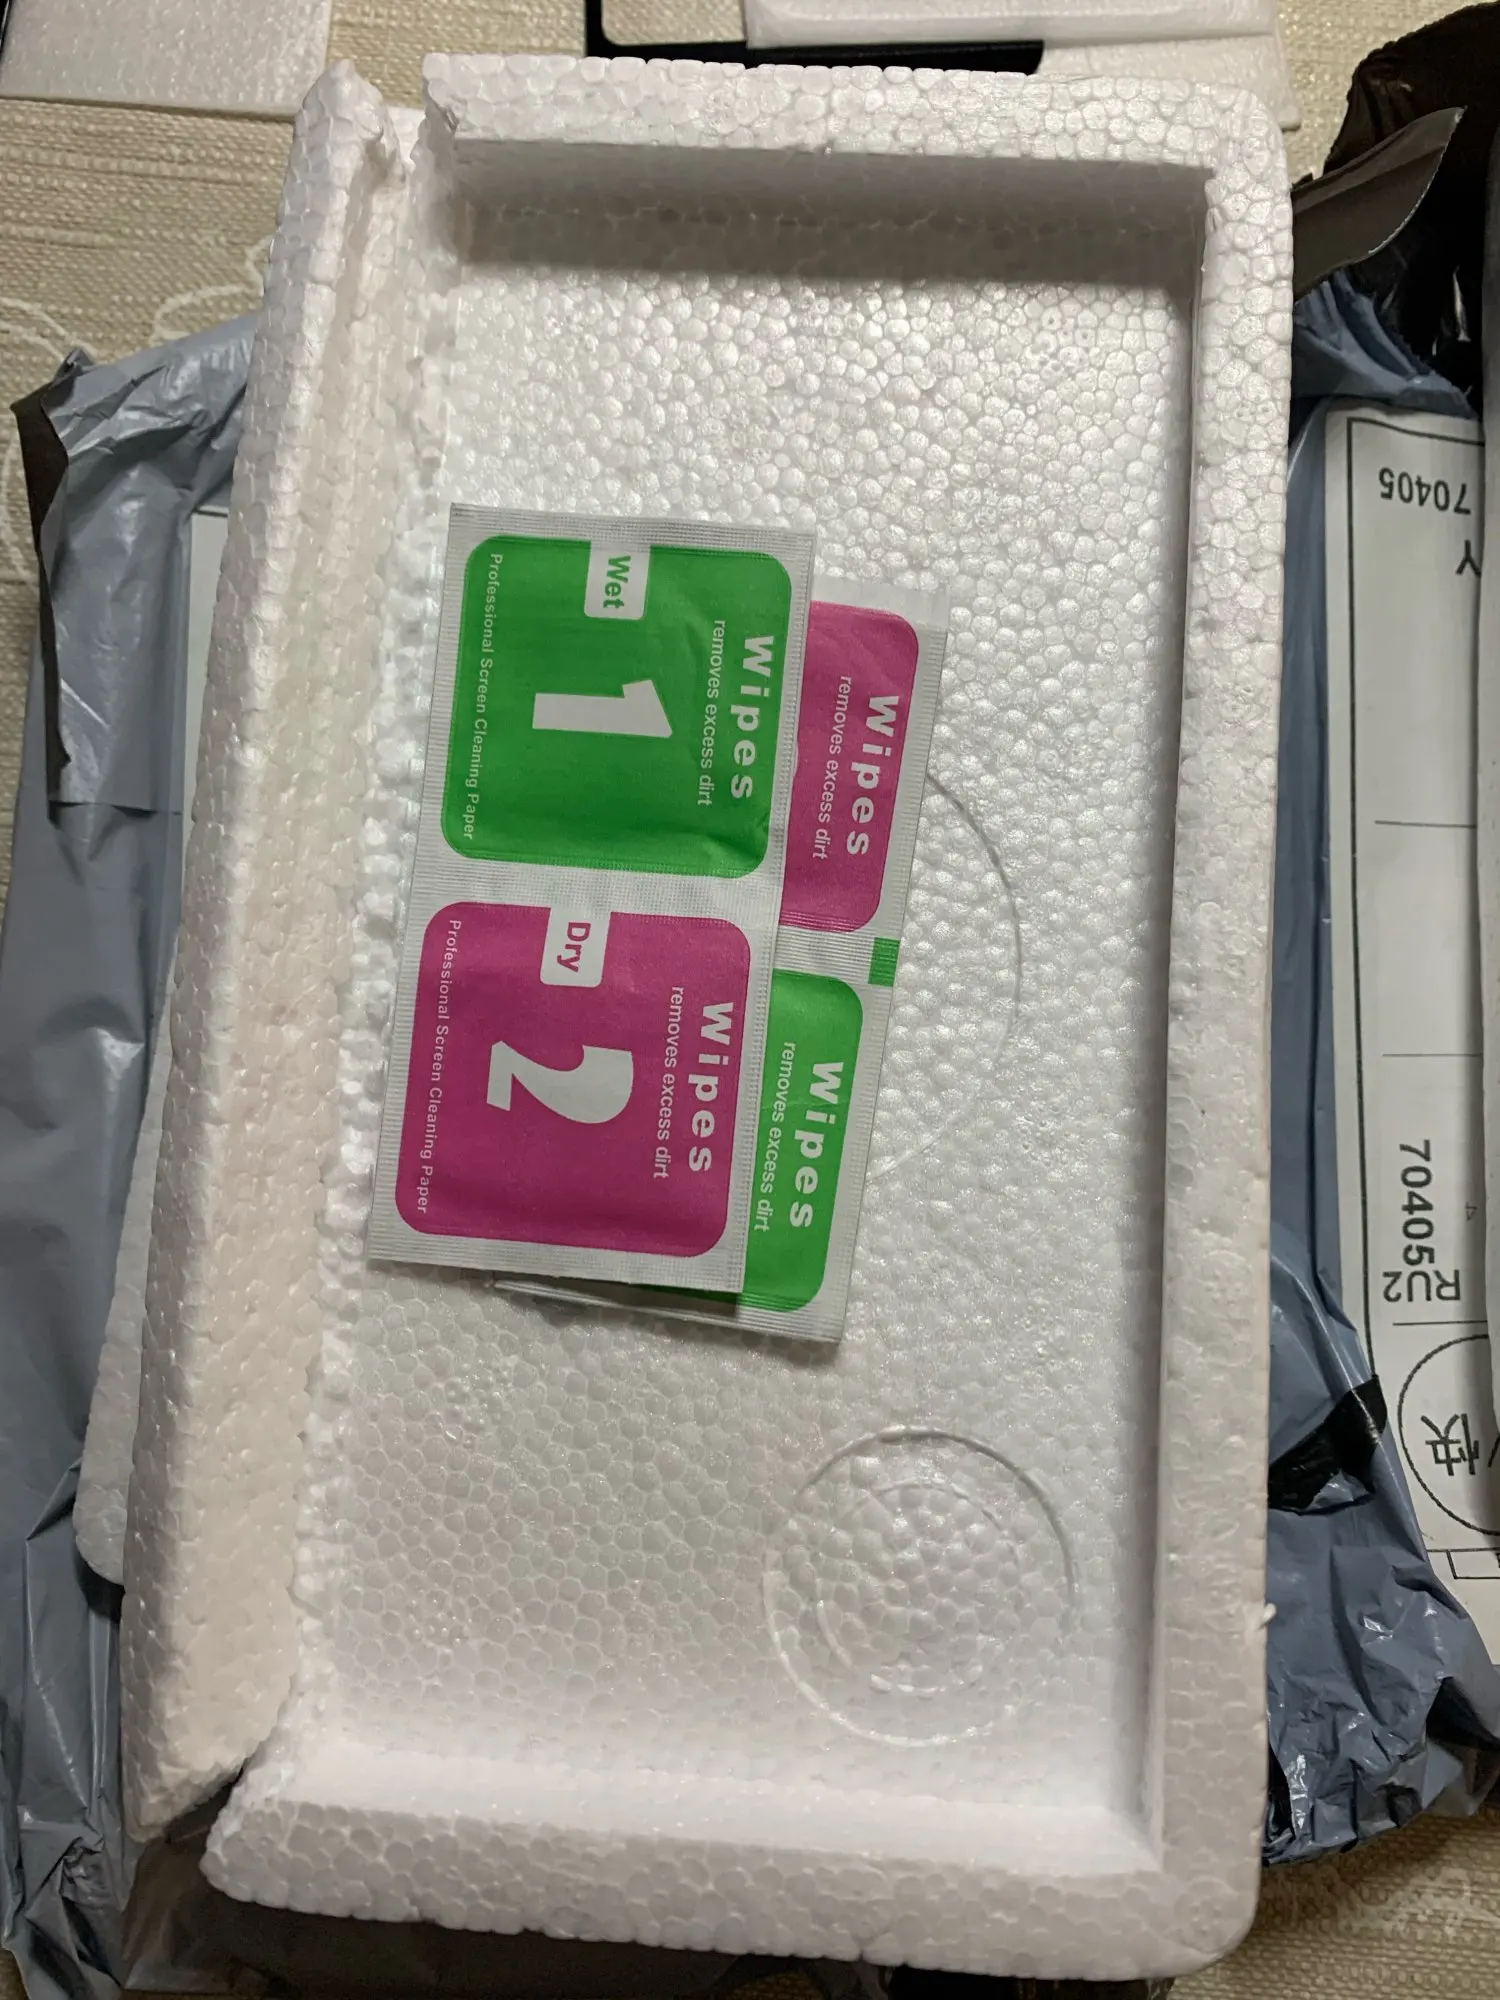 Wipes
removes excess dirt
1
Wet
Professional Screen Cleaning Paper
Wipes
removes excess dirt
2
Dry
Professional Screen Cleaning Paper
Wipes
removes excess dirt
Wipes
removes excess dirt
70405
Y
70405
R
快